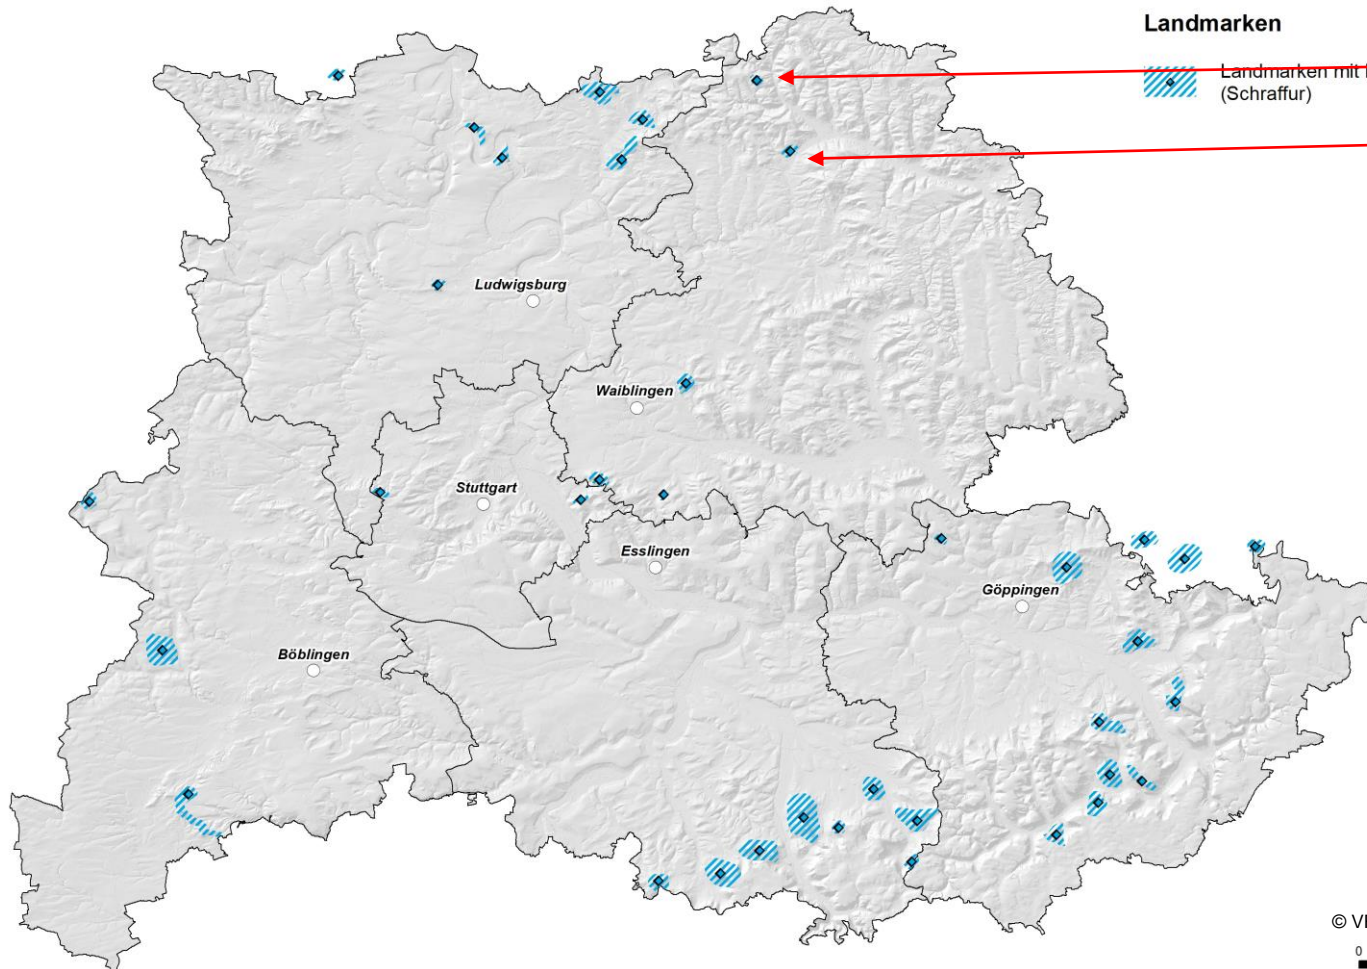 Landmarken
Landmarken mit
(Schraffur)
Ludwigsburg
Waiblingen
Stuttgart
Esslingen
Göppingen
Böblingen
©
0